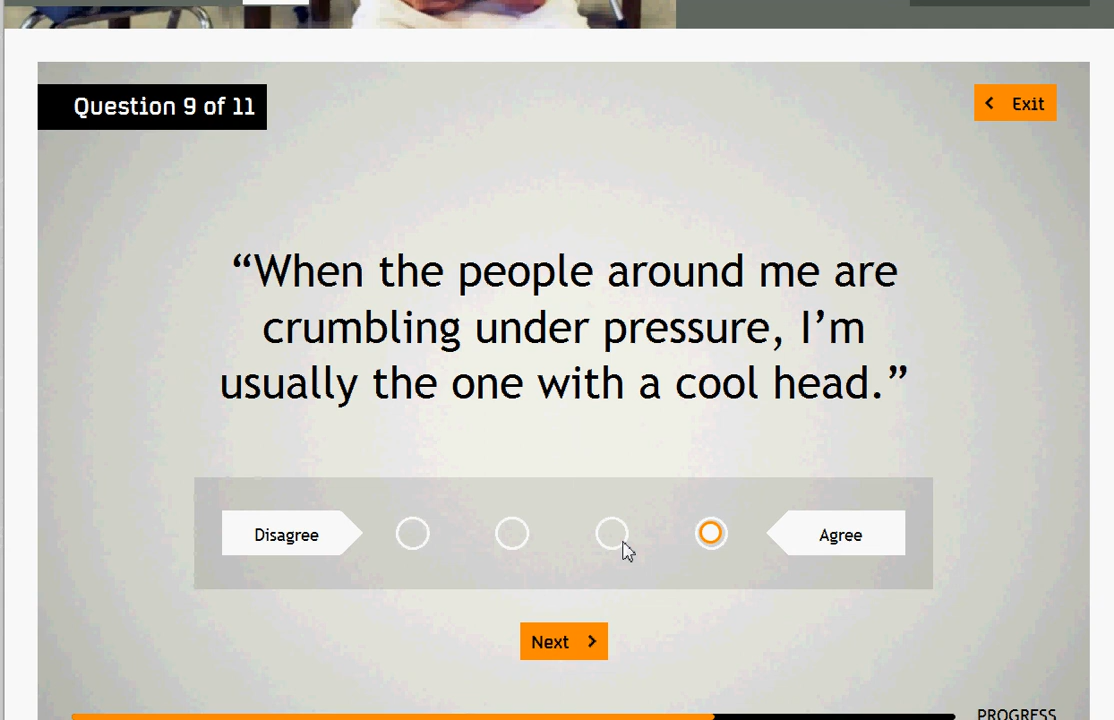 Question 9 of 11
Exit
“When the people around me are
crumbling under pressure, I’m
usually the one with a cool head.”
Disagree
Agree
Next
PROGRESS